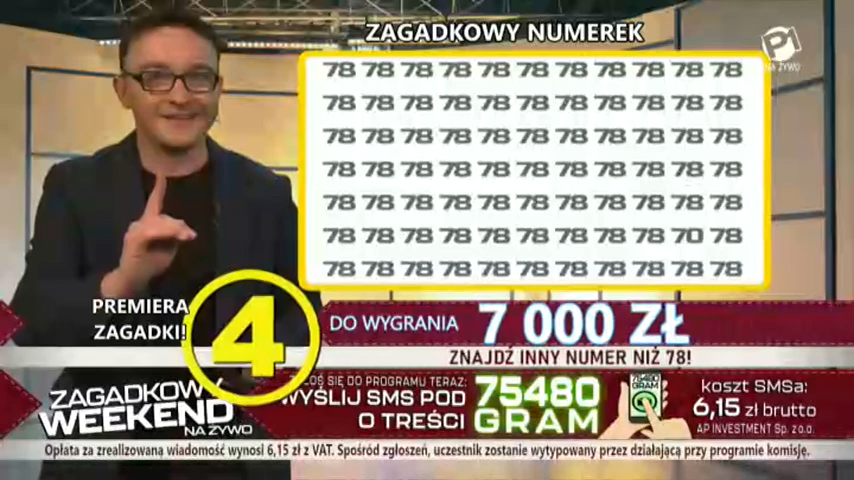 ZAGADKOWY NUMEREK
NA ŻYWO
78 78 78 78 78 78 78 78 78 78 78
78 78 78 78 78 78 78 78 78 78 78
78 78 78 78 78 78 78 78 78 78 78
78 78 78 78 78 78 78 78 78 78 78
78 78 78 78 78 78 78 78 78 78 78
78 78 78 78 78 78 78 78 78 70 78
78 78 78 78 78 78 78 78 78 78 78
PREMIERA
ZAGADKI!
4
DO WYGRANIA 7 000 ZŁ
ZNAJDŹ INNY NUMER NIŻ 78!
ZAGADKOWY
WEEKEND
NA ŻYWO
SIĘ DO PROGRAMU TERAZ:
WYŚLIJ SMS POD 75480
O TREŚCI GRAM
75480
GRAM
koszt SMSa:
6,15 zł brutto
AP INVESTMENT Sp. z o.o.
Opłata za zrealizowaną wiadomość wynosi 6,15 zł z VAT. Spośród zgłoszeń, uczestnik zostanie wytypowany przez działającą przy programie komisję.